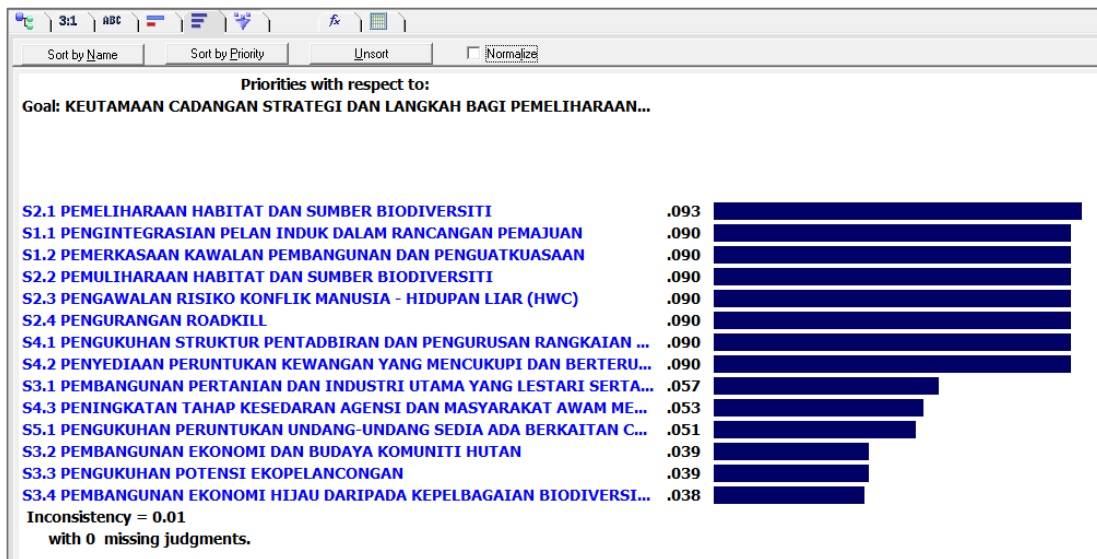 3:1 ABC fx
Sort by Name Sort by Priority Unsort Normalize
Priorities with respect to:
Goal: KEUTAMAAN CADANGAN STRATEGI DAN LANGKAH BAGI PEMELIHARAAN...
S2.1 PEMELIHARAAN HABITAT DAN SUMBER BIODIVERSITI .093
S1.1 PENGINTEGRASIAN PELAN INDUK DALAM RANCANGAN PEMAJUAN .090
S1.2 PEMERKASAAN KAWALAN PEMBANGUNAN DAN PENGUATKUASAAN .090
S2.2 PEMULIHARAAN HABITAT DAN SUMBER BIODIVERSITI .090
S2.3 PENGAWALAN RISIKO KONFLIK MANUSIA - HIDUPAN LIAR (HWC) .090
S2.4 PENGURANGAN ROADKILL .090
S4.1 PENGUKUHAN STRUKTUR PENTADBIRAN DAN PENGURUSAN RANGKAIAN ... .090
S4.2 PENYEDIAAN PERUNTUKAN KEWANGAN YANG MENCUKUPI DAN BERTERU... .090
S3.1 PEMBANGUNAN PERTANIAN DAN INDUSTRI UTAMA YANG LESTARI SERTA... .057
S4.3 PENINGKATAN TAHAP KESEDARAN AGENSI DAN MASYARAKAT AWAM ME... .053
S5.1 PENGUKUHAN PERUNTUKAN UNDANG-UNDANG SEDIA ADA BERKAITAN C... .051
S3.2 PEMBANGUNAN EKONOMI DAN BUDAYA KOMUNITI HUTAN .039
S3.3 PENGUKUHAN POTENSI EKOPELANCONGAN .039
S3.4 PEMBANGUNAN EKONOMI HIJAU DARIPADA KEPELBAGAIAN BIODIVERSI... .038
Inconsistency = 0.01
with 0 missing judgments.